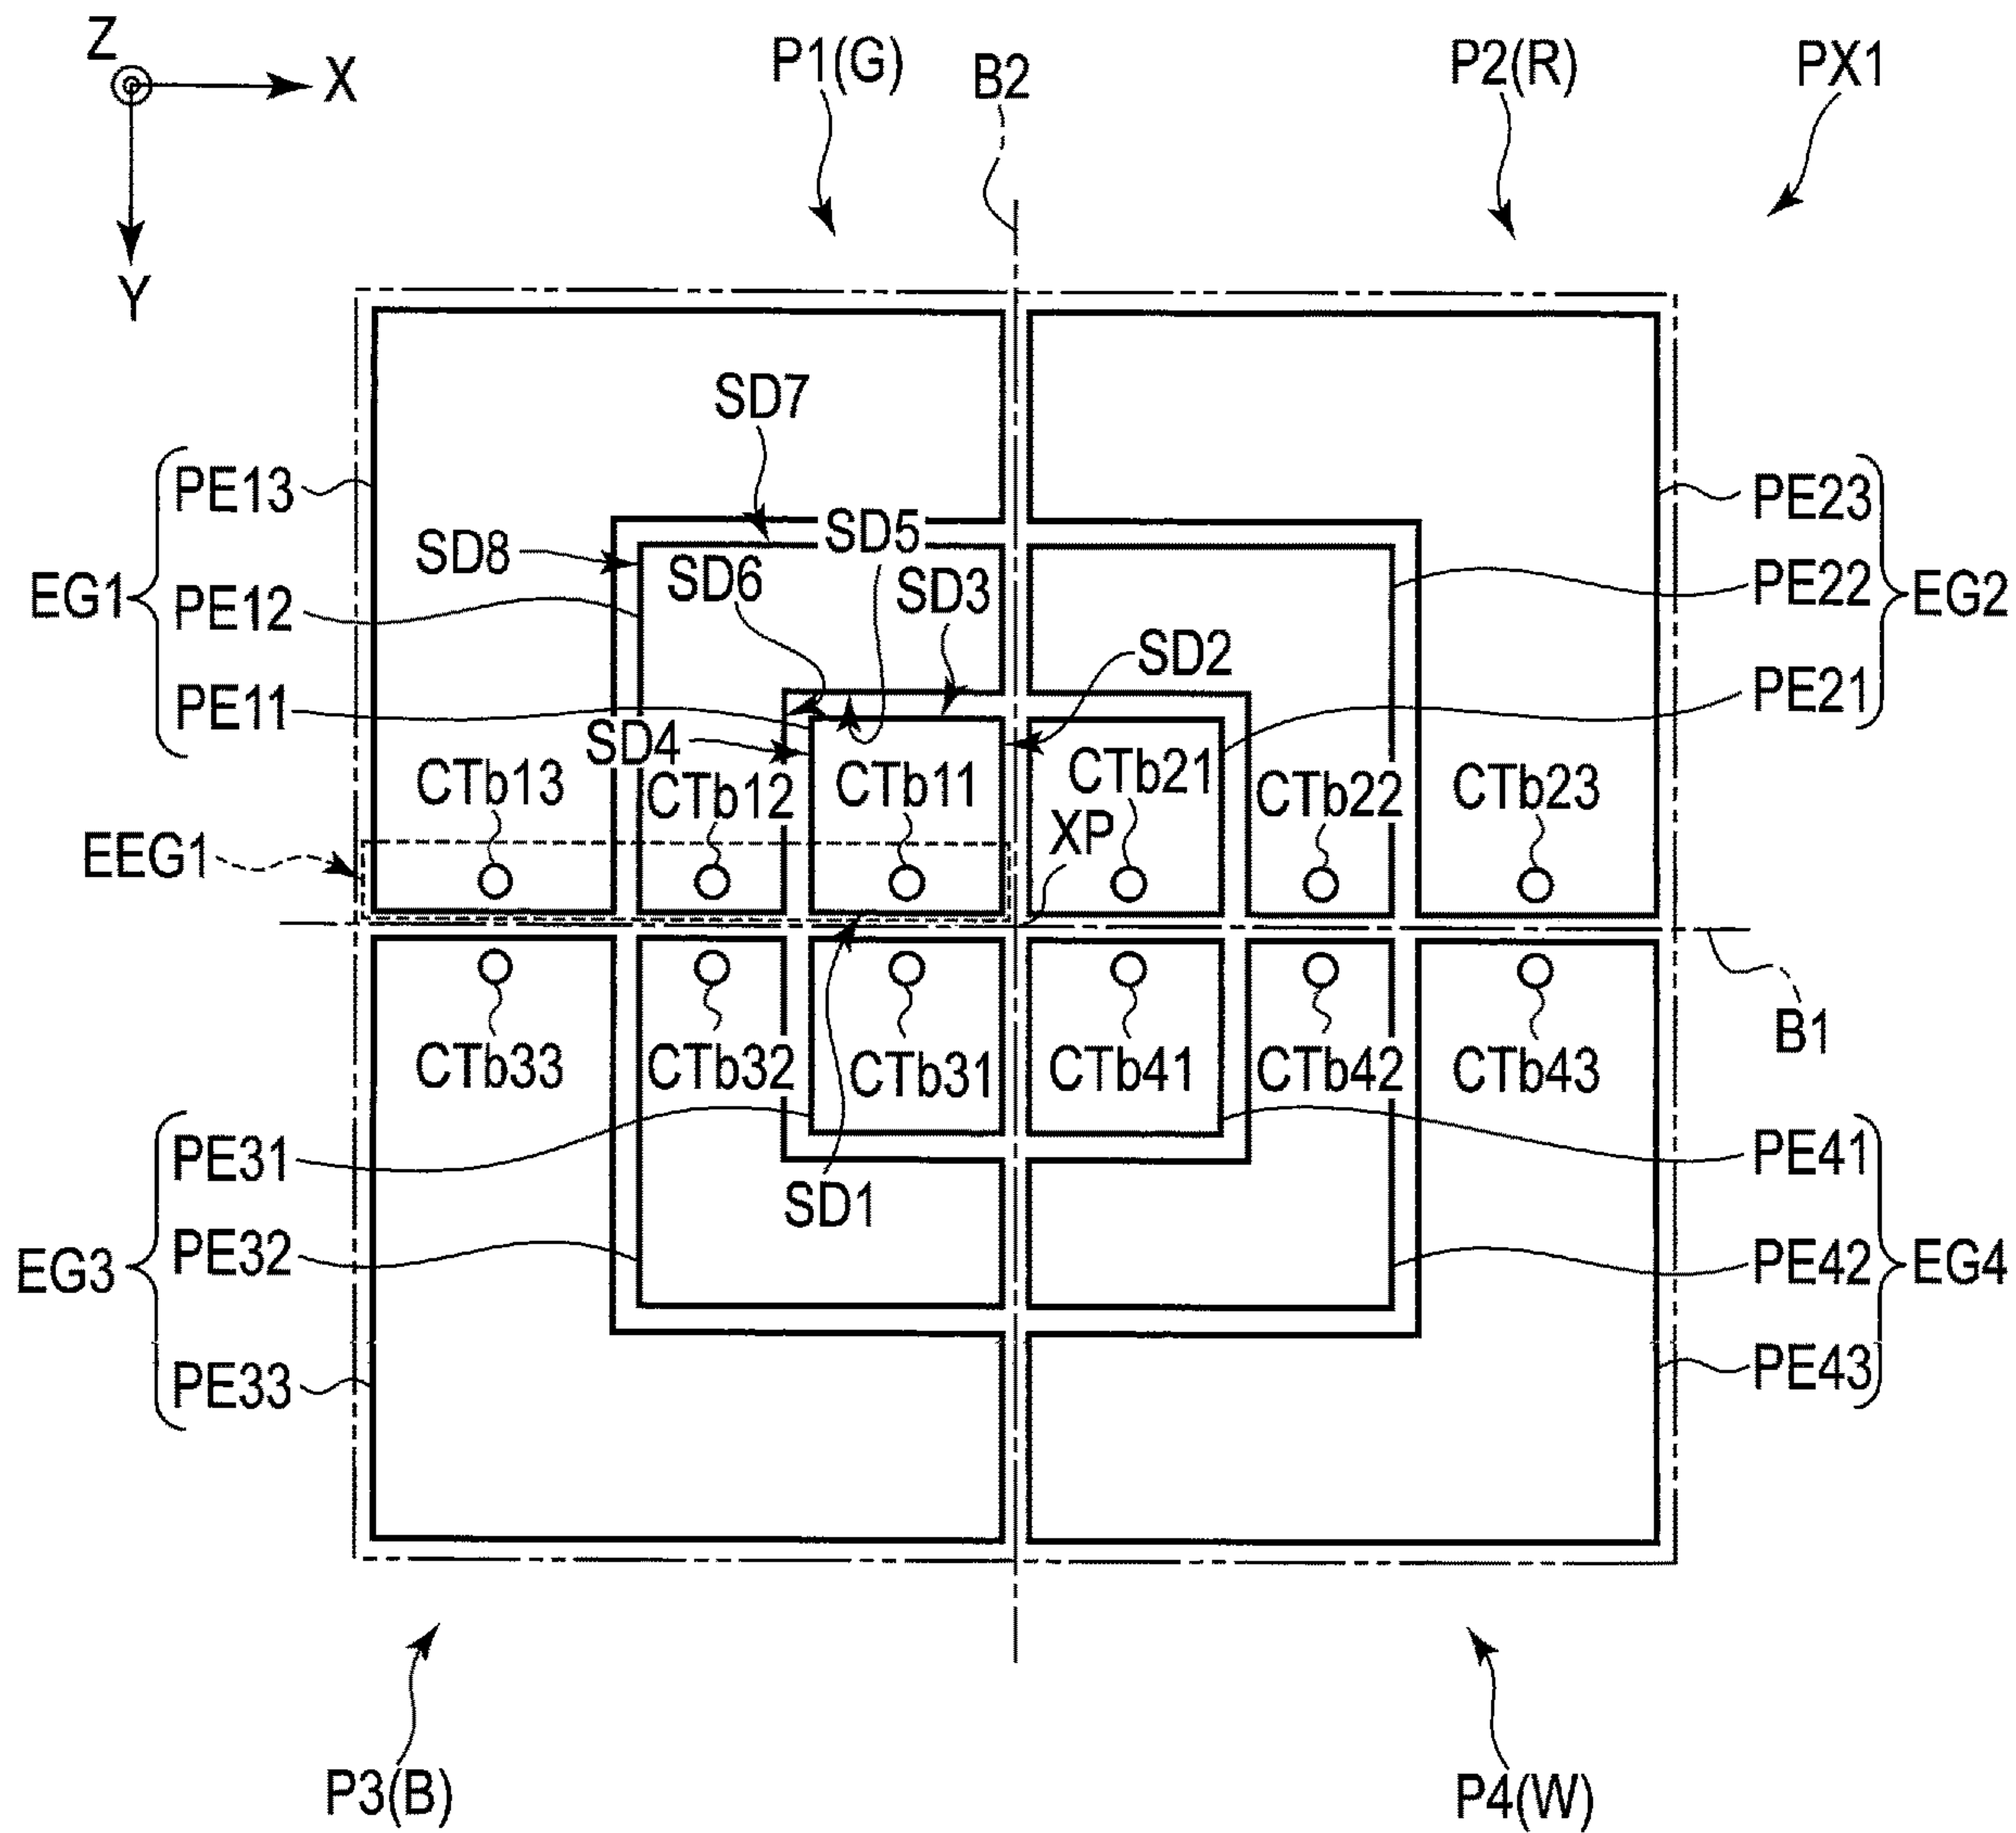 Z
X
Y
P1(G)
B2
P2(R)
PX1
SD7
PE13
SD8
SD5
PE23
EG1
PE12
SD6
SD3
PE22
EG2
SD2
PE11
SD4
PE21
CTb13
CTb12
CTb11
CTb21
CTb22
CTb23
EEG1
XP
B1
CTb33
CTb32
CTb31
CTb41
CTb42
CTb43
PE31
PE41
SD1
EG3
PE32
PE42
EG4
PE33
PE43
P3(B)
P4(W)